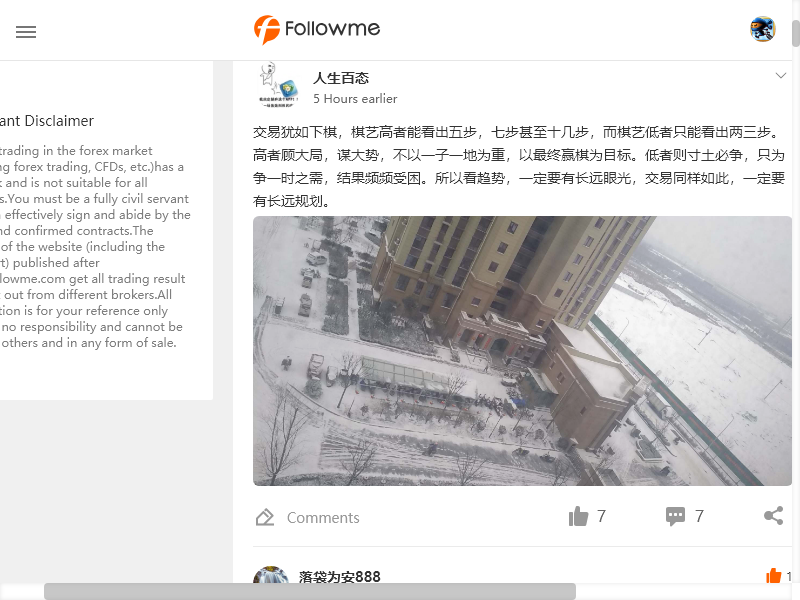 Followme
ant Disclaimer
trading in the forex market
ng forex trading, CFDs, etc.)has a
k and is not suitable for all
s.You must be a fully civil servant
effectively sign and abide by the
nd confirmed contracts.The
of the website (including the
rt) published after
lowme.com get all trading result
out from different brokers.All
tion is for your reference only
no responsibility and cannot be
others and in any form of sale.
人生百态
5 Hours earlier
交易犹如下棋，棋艺高者能看出五步，七步甚至十几步，而棋艺低者只能看出两三步。
高者顾大局，谋大势，不以一子一地为重，以最终赢棋为目标。低者则寸土必争，只为
争一时之需，结果频频受困。所以看趋势，一定要有长远眼光，交易同样如此，一定要
有长远规划。
Comments
7
7
落袋为安888
1